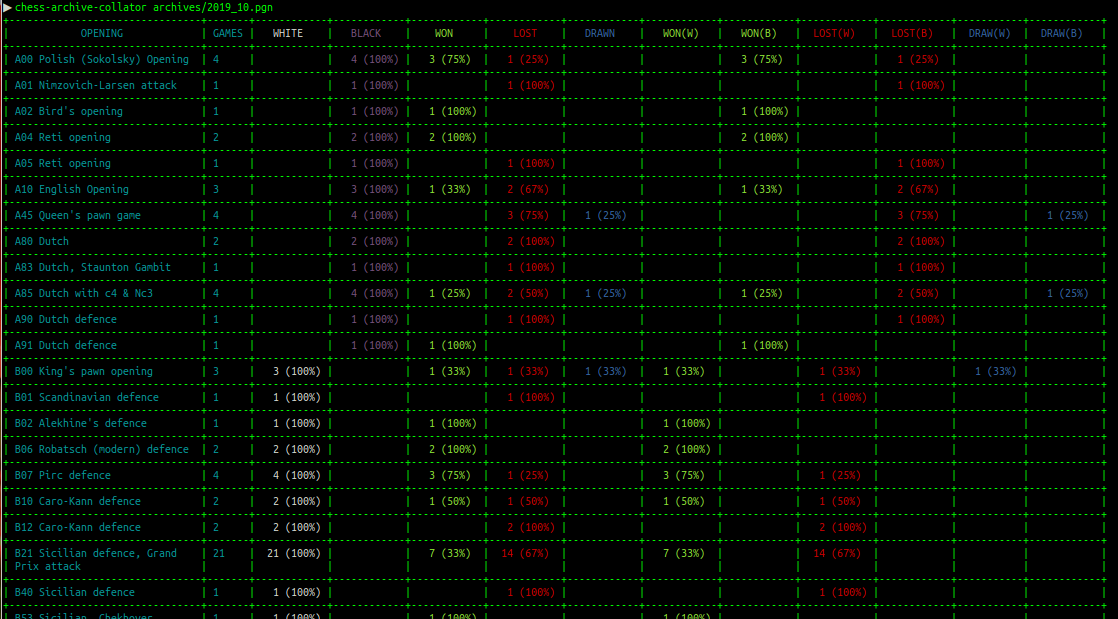 ▶ chess-archive-collator archives/2019_10.pgn
OPENING GAMES WHITE BLACK WON LOST DRAWN WON(W) WON(B) LOST(W) LOST(B) DRAW(W) DRAW(B)
A00 Polish (Sokolsky) Opening 4 4 (100%) 3 (75%) 1 (25%) 3 (75%) 1 (25%)
A01 Nimzovich-Larsen attack 1 1 (100%) 1 (100%) 1 (100%)
A02 Bird's opening 1 1 (100%) 1 (100%) 1 (100%)
A04 Reti opening 2 2 (100%) 2 (100%) 2 (100%)
A05 Reti opening 1 1 (100%) 1 (100%) 1 (100%)
A10 English Opening 3 3 (100%) 1 (33%) 2 (67%) 1 (33%) 2 (67%)
A45 Queen's pawn game 4 4 (100%) 3 (75%) 1 (25%) 3 (75%) 1 (25%)
A80 Dutch 2 2 (100%) 2 (100%) 2 (100%)
A83 Dutch, Staunton Gambit 1 1 (100%) 1 (100%) 1 (100%)
A85 Dutch with c4 & Nc3 4 4 (100%) 1 (25%) 2 (50%) 1 (25%) 1 (25%) 2 (50%) 1 (25%)
A90 Dutch defence 1 1 (100%) 1 (100%) 1 (100%)
A91 Dutch defence 1 1 (100%) 1 (100%) 1 (100%)
B00 King's pawn opening 3 3 (100%) 1 (33%) 1 (33%) 1 (33%) 1 (33%) 1 (33%) 1 (33%)
B01 Scandinavian defence 1 1 (100%) 1 (100%) 1 (100%)
B02 Alekhine's defence 1 1 (100%) 1 (100%) 1 (100%)
B06 Robatsch (modern) defence 2 2 (100%) 2 (100%) 2 (100%)
B07 Pirc defence 4 4 (100%) 3 (75%) 1 (25%) 3 (75%) 1 (25%)
B10 Caro-Kann defence 2 2 (100%) 1 (50%) 1 (50%) 1 (50%) 1 (50%)
B12 Caro-Kann defence 2 2 (100%) 2 (100%) 2 (100%)
B21 Sicilian defence, Grand 21 21 (100%) 7 (33%) 14 (67%) 7 (33%) 14 (67%)
Prix attack
B40 Sicilian defence 1 1 (100%) 1 (100%) 1 (100%)
B53 Sicilian, Chekhover 1 1 (100%) 1 (100%) 1 (100%)